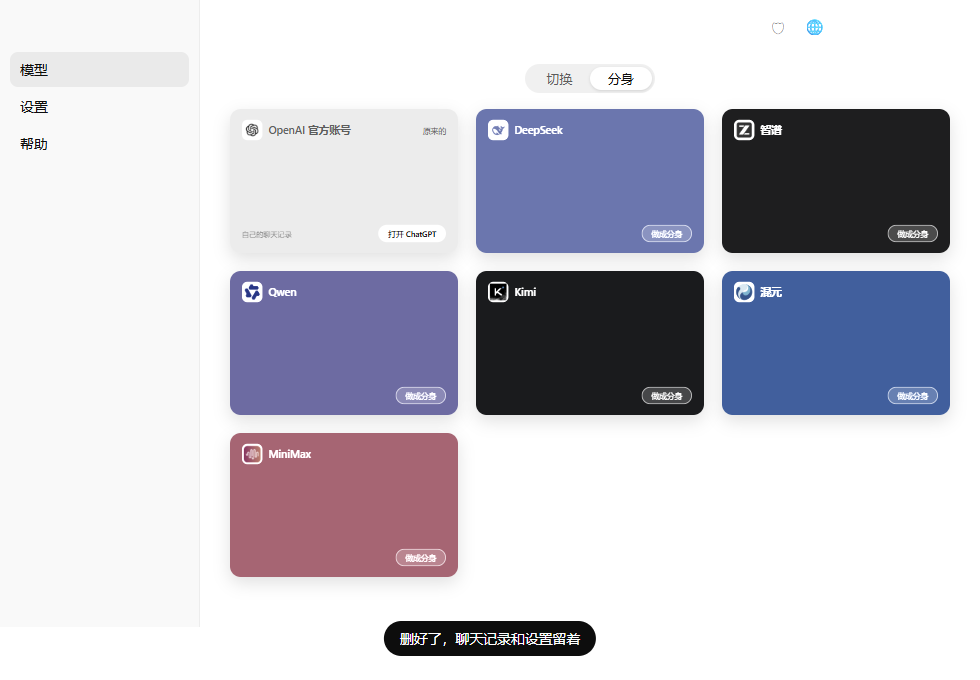 模型
设置
帮助
切换
分身
OpenAI 官方账号
原来的
自己的聊天记录
打开 ChatGPT
DeepSeek
做成分身
智谱
做成分身
Qwen
做成分身
Kimi
做成分身
混元
做成分身
MiniMax
做成分身
删好了，聊天记录和设置留着